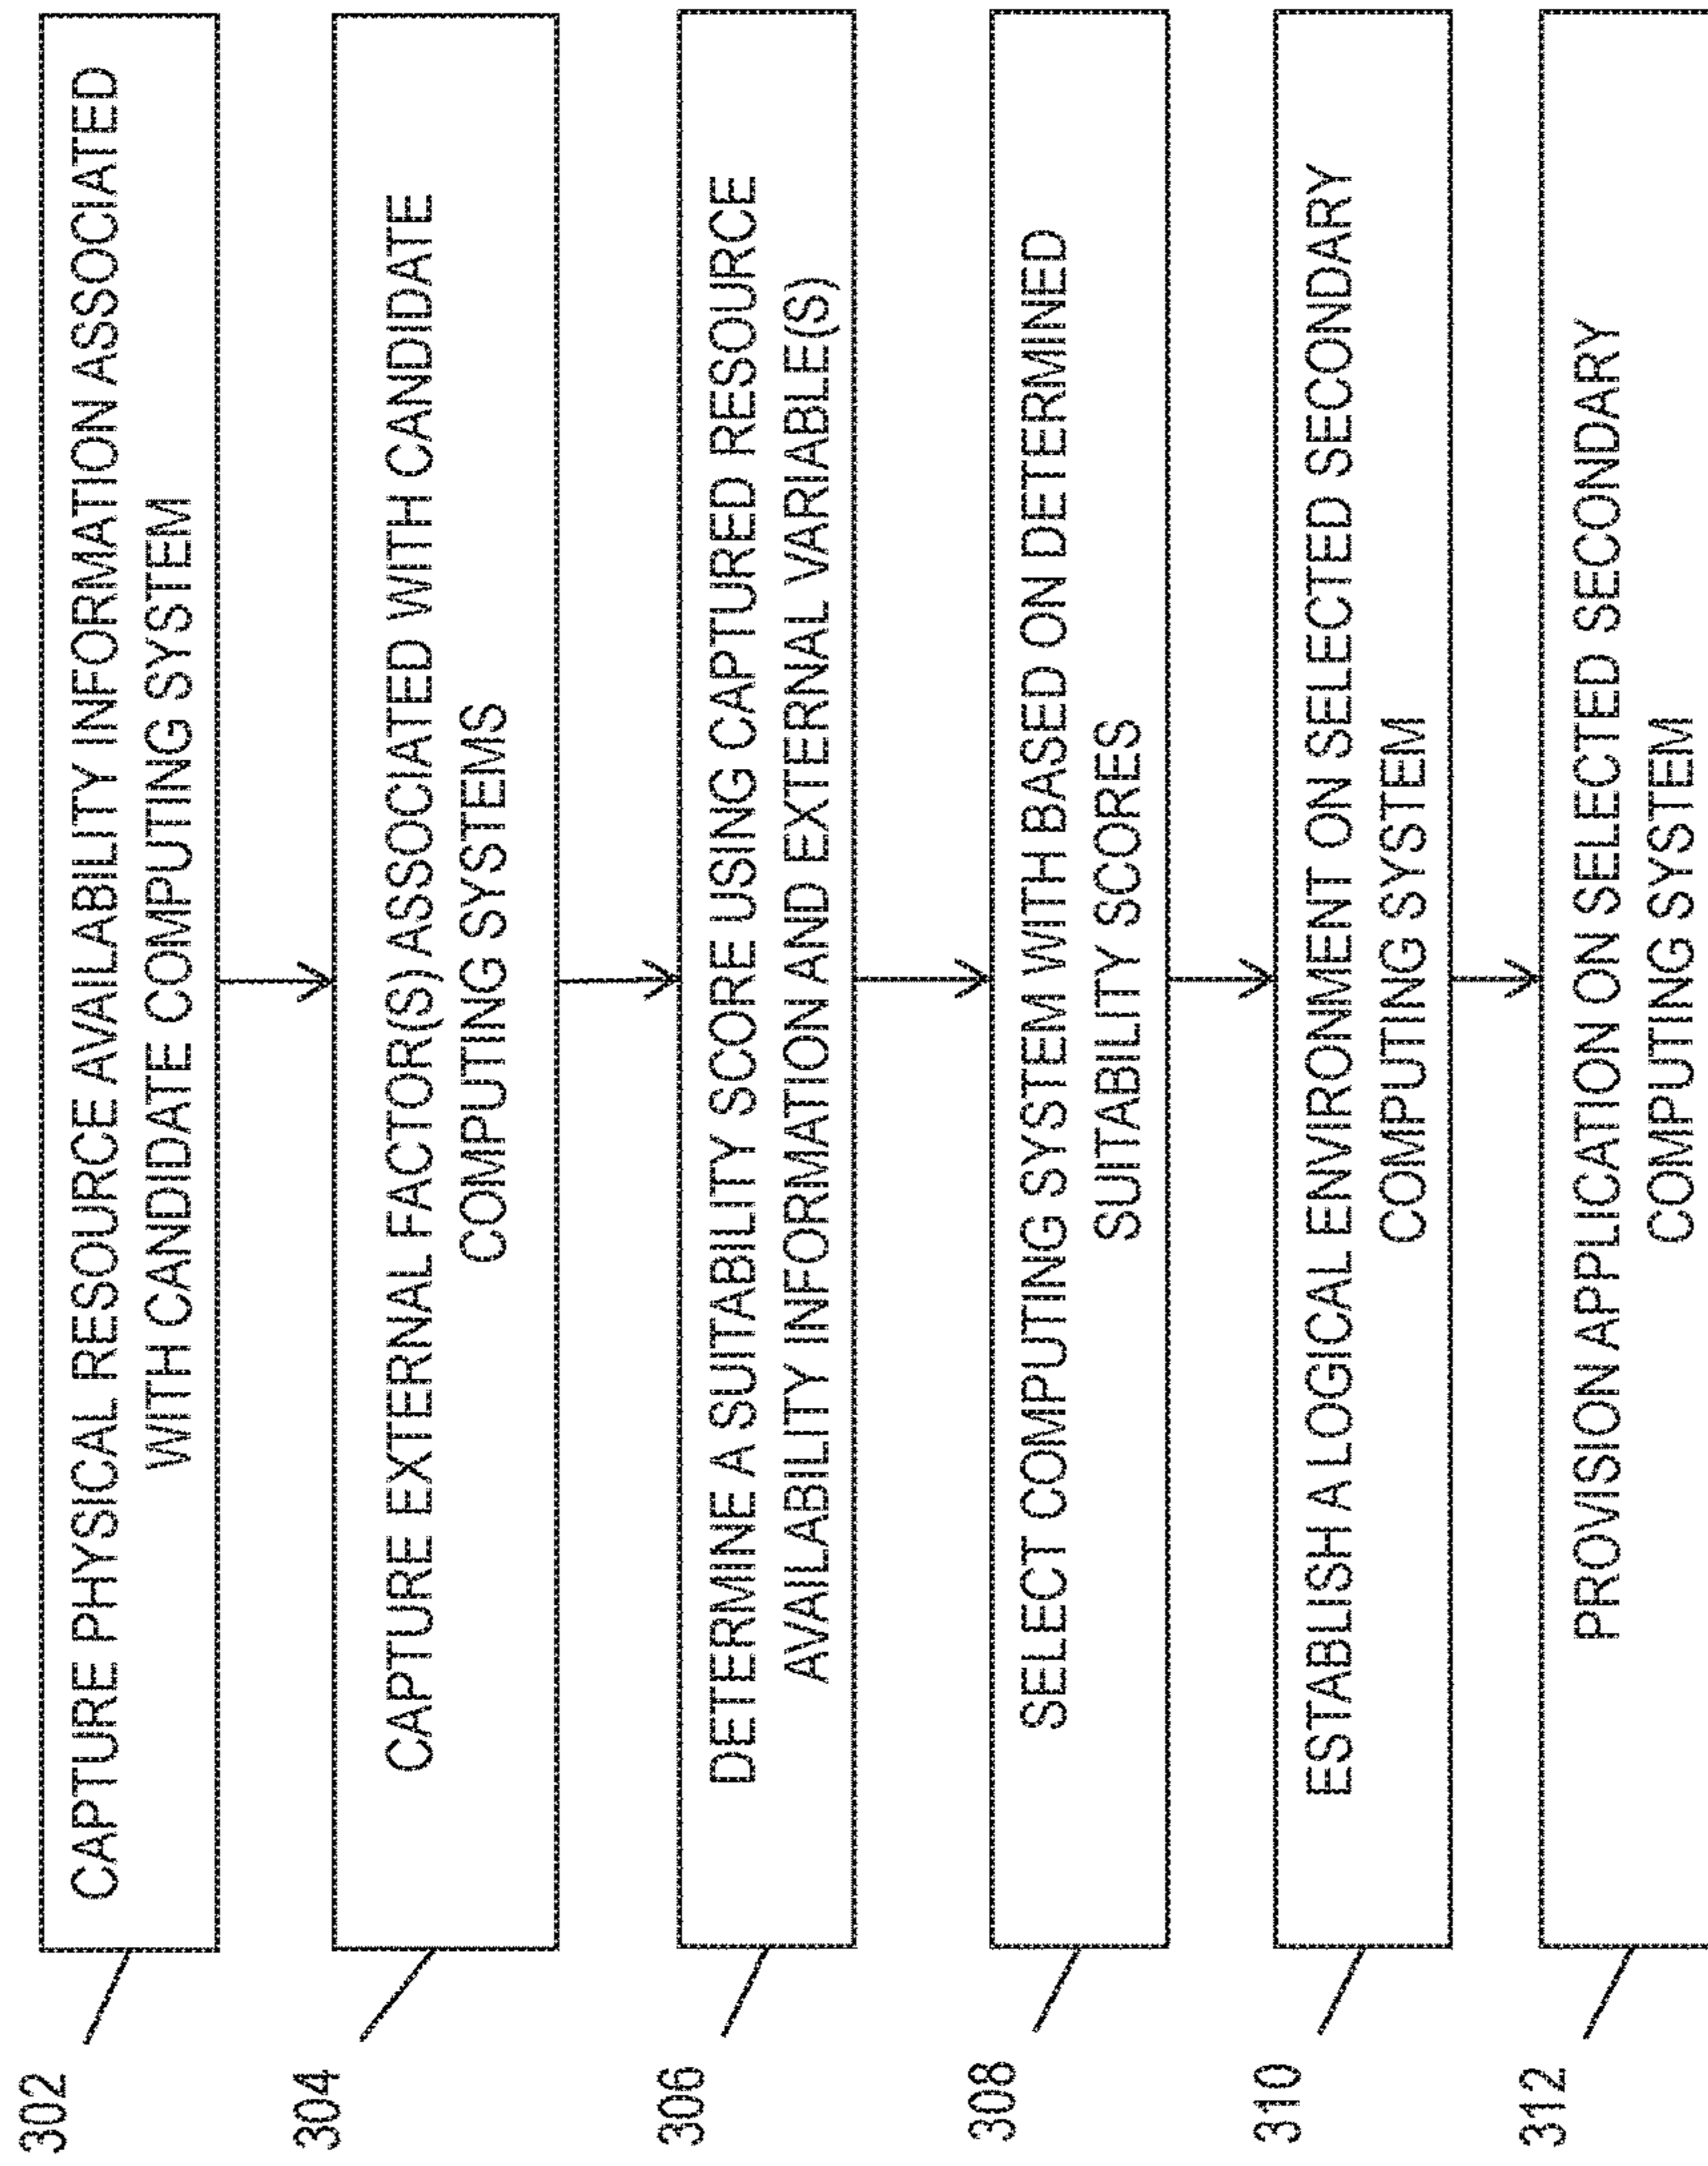 302
CAPTURE PHYSICAL RESOURCE AVAILABILITY INFORMATION ASSOCIATED
WITH CANDIDATE COMPUTING SYSTEM
304
CAPTURE EXTERNAL FACTOR(S) ASSOCIATED WITH CANDIDATE
COMPUTING SYSTEMS
306
DETERMINE A SUITABILITY SCORE USING CAPTURED RESOURCE
AVAILABILITY INFORMATION AND EXTERNAL VARIABLE(S)
308
SELECT COMPUTING SYSTEM WITH BASED ON DETERMINED
SUITABILITY SCORES
310
ESTABLISH A LOGICAL ENVIRONMENT ON SELECTED SECONDARY
COMPUTING SYSTEM
312
PROVISION APPLICATION ON SELECTED SECONDARY
COMPUTING SYSTEM